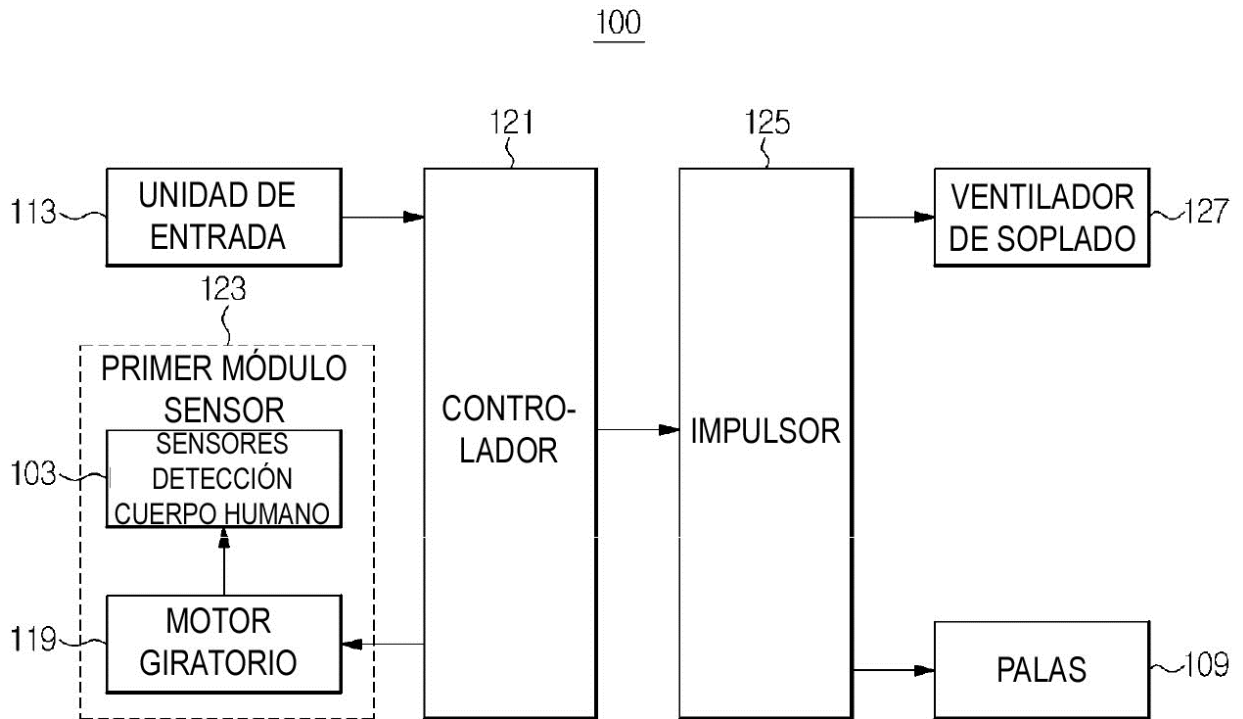 100
121
125
113
UNIDAD DE
ENTRADA
VENTILADOR
DE SOPLADO
127
123
PRIMER MÓDULO
SENSOR
103
SENSORES
DETECCIÓN
CUERPO HUMANO
CONTRO-
LADOR
IMPULSOR
119
MOTOR
GIRATORIO
PALAS
109